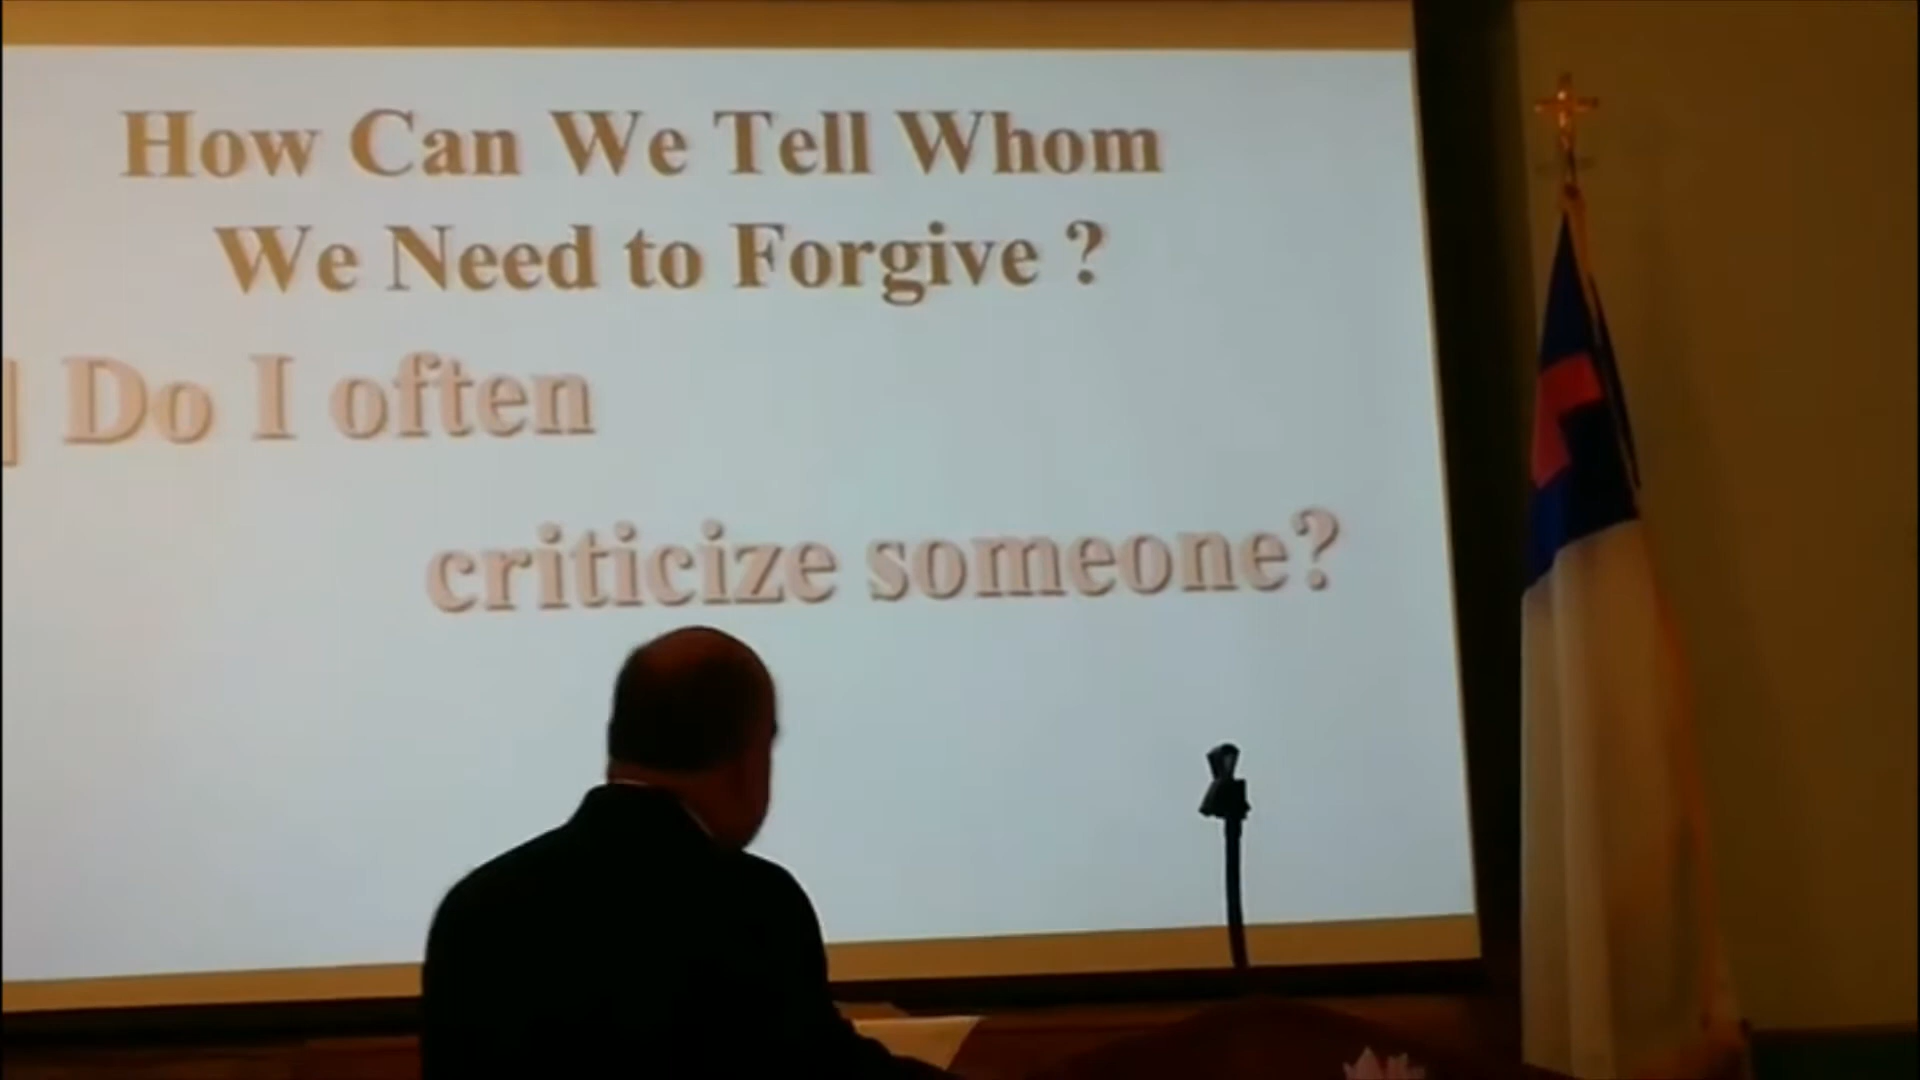 How Can We Tell Whom
We Need to Forgive ?
] Do I often
criticize someone?